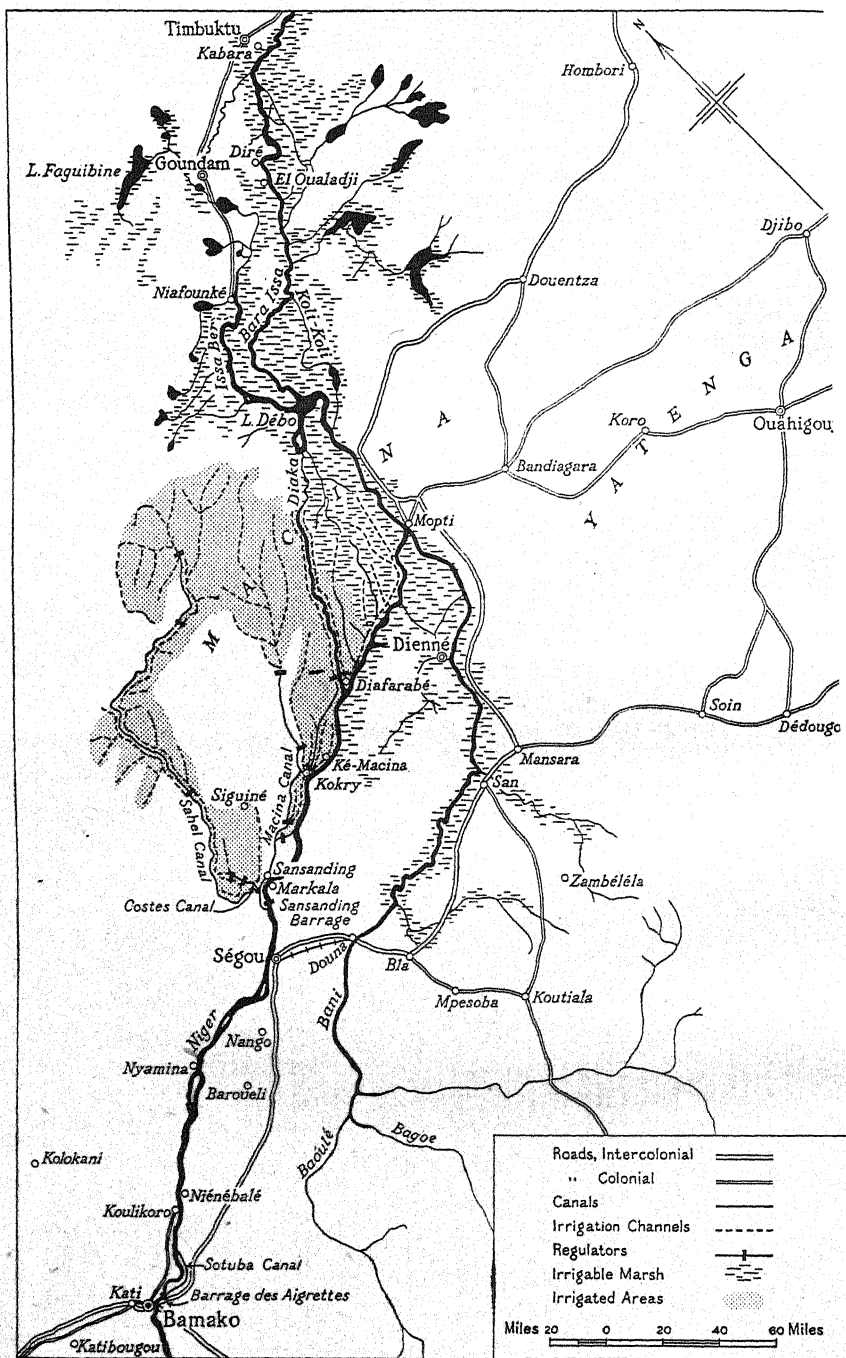 Timbuktu
Kabara
N
Hombori
L. Faguibine
Goundam
Diré
El Oualadji
Djibo
Niafounké
Issa Ber
Bara Issa
Koli-Koli
Douentza
L. Débo
Diaka
Koro
Ouahigou
Bandiagara
YATENGA
Mopti
MACINA
Dienné
Diafarabé
Soin
Dédougo
Mansara
Ké-Macina
Kokry
San
Siguiné
Macina Canal
Sahel Canal
Sansanding
Markala
Sansanding
Barrage
Costes Canal
Zambéléla
Ségou
Douna
Bla
Mpesoba
Koutiala
Bani
Niger
Nango
Nyamina
Baroueli
Baoulé
Bagoe
Kolokani
Niénébalé
Koulikoro
Sotuba Canal
Kati
Barrage des Aigrettes
Bamako
Katibougou
Roads, Intercolonial
" Colonial
Canals
Irrigation Channels
Regulators
Irrigable Marsh
Irrigated Areas
Miles 20 0 20 40 60 Miles